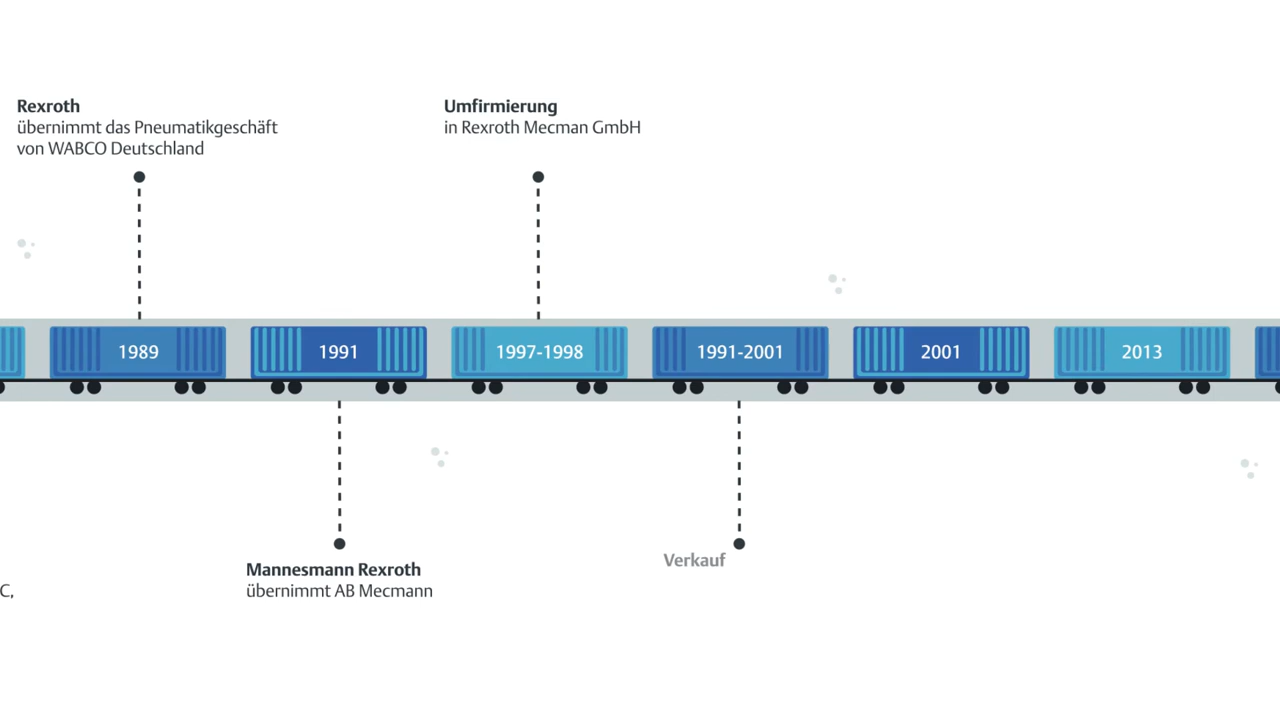 Rexroth
übernimmt das Pneumatikgeschäft
von WABCO Deutschland
Umfirmierung
in Rexroth Mecman GmbH
1989
1991
1997-1998
1991-2001
2001
2013
Verkauf
Mannesmann Rexroth
übernimmt AB Mecmann
C,